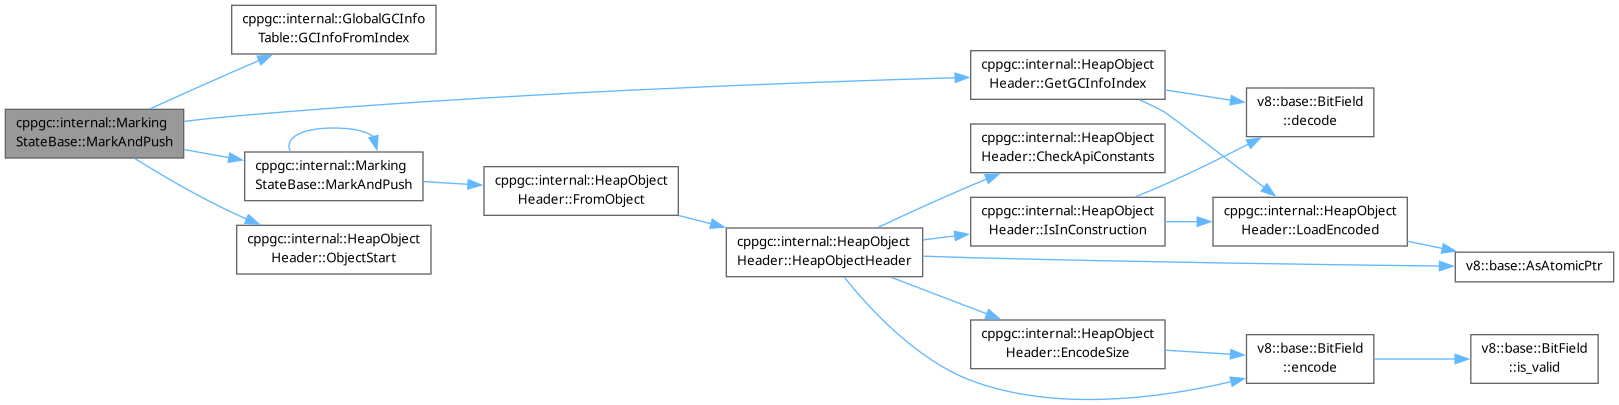 cppgc::internal::GlobalGCInfo
Table::GCInfoFromIndex
cppgc::internal::Marking
StateBase::MarkAndPush
cppgc::internal::Marking
StateBase::MarkAndPush
cppgc::internal::HeapObject
Header::ObjectStart
cppgc::internal::HeapObject
Header::FromObject
cppgc::internal::HeapObject
Header::HeapObjectHeader
cppgc::internal::HeapObject
Header::GetGCInfoIndex
cppgc::internal::HeapObject
Header::CheckApiConstants
cppgc::internal::HeapObject
Header::IsInConstruction
cppgc::internal::HeapObject
Header::EncodeSize
v8::base::BitField
::decode
cppgc::internal::HeapObject
Header::LoadEncoded
v8::base::BitField
::encode
v8::base::AsAtomicPtr
v8::base::BitField
::is_valid